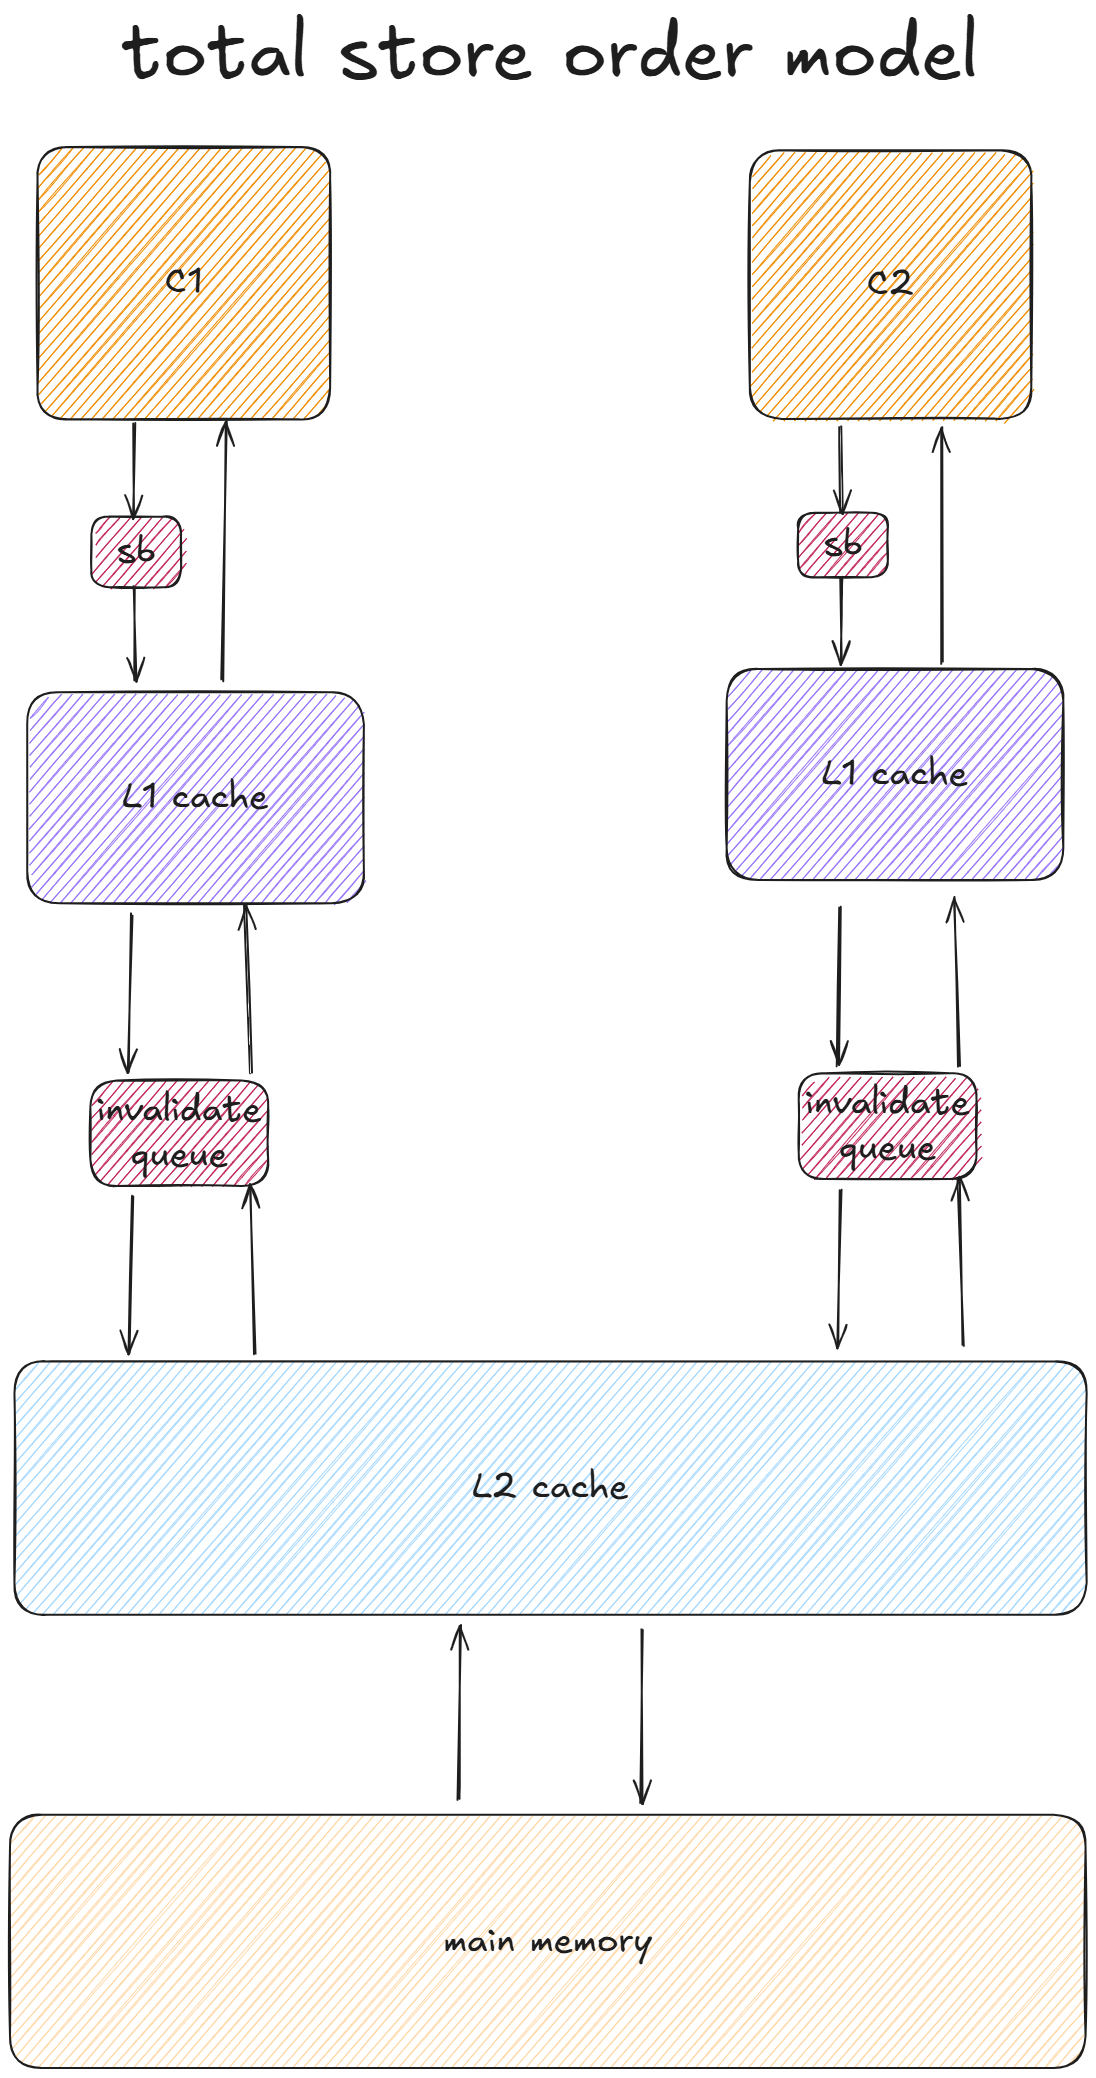 total store order model
C1
C2
sb
sb
L1 cache
L1 cache
invalidate
queue
invalidate
queue
L2 cache
main memory